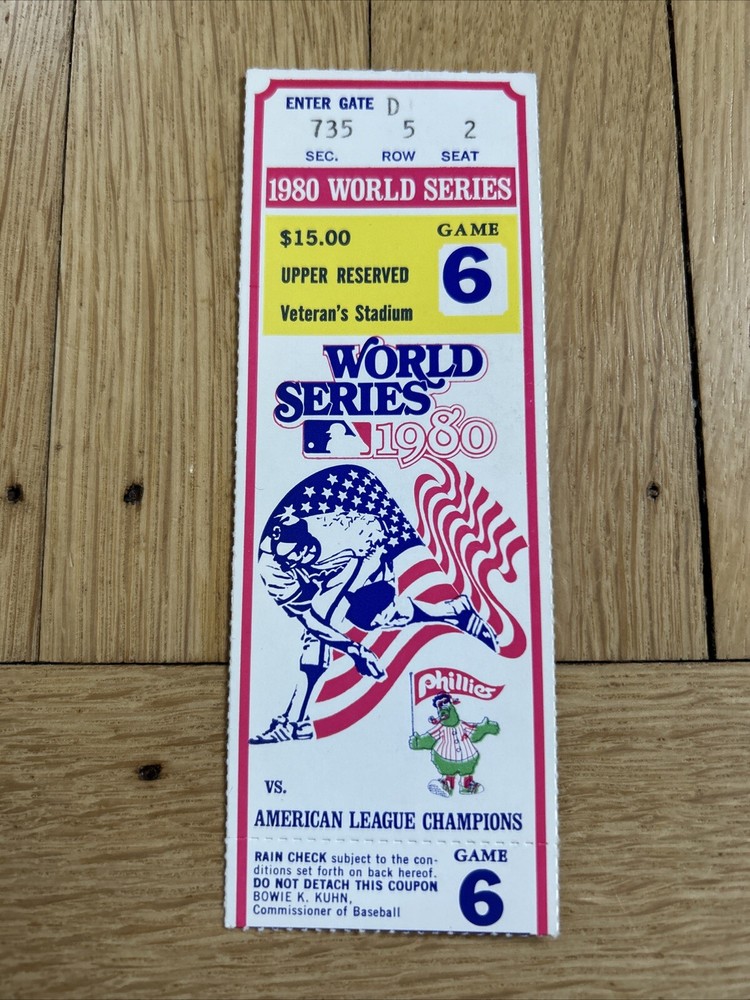 ENTER GATE D
735 5 2
SEC. ROW SEAT
1980 WORLD SERIES
$15.00
GAME
6
UPPER RESERVED
Veteran's Stadium
WORLD
SERIES
1980
Phillies
VS.
AMERICAN LEAGUE CHAMPIONS
RAIN CHECK subject to the con-
ditions set forth on back hereof.
DO NOT DETACH THIS COUPON
BOWIE K. KUHN,
Commissioner of Baseball
GAME
6